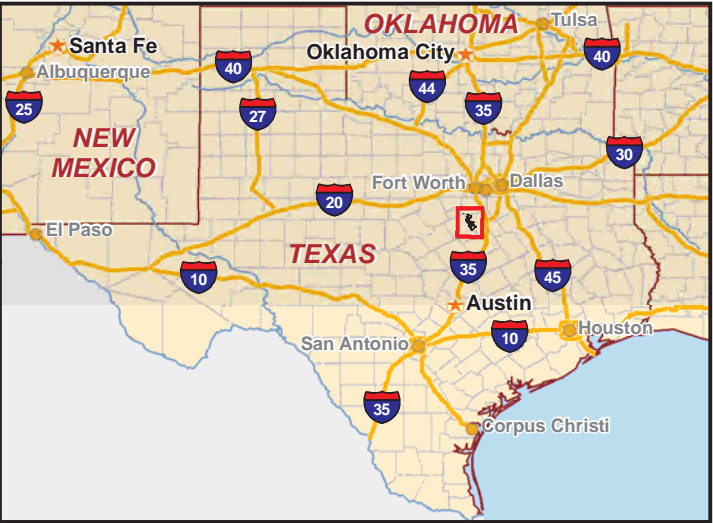 OKLAHOMA
Tulsa
Santa Fe
Oklahoma City
40
Albuquerque
40
44
25
27
35
NEW
MEXICO
30
Fort Worth
Dallas
20
El Paso
TEXAS
35
45
10
Austin
Houston
San Antonio
10
35
Corpus Christi